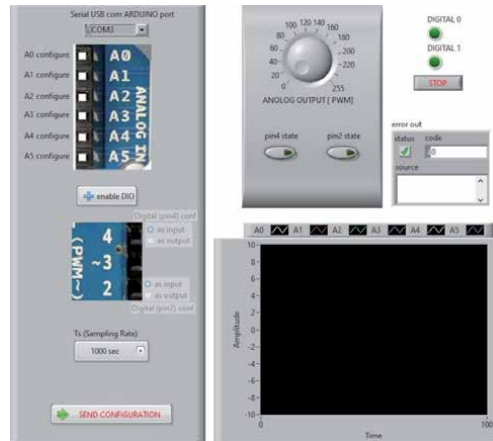 Serial USB com ARDUINO port
COM3
A0 configure
A0
A1 configure
A1
A2 configure
A2
A3 configure
A3
A4 configure
A4
A5 configure
A5
ANALOG IN
enable DIO
Digital (pin4) conf
as input
as output
4
~3
2
(PWM~)
as input
as output
Digital (pin2) conf
Ts (Sampling Rate)
1000 sec
SEND CONFIGURATION
0
20
40
60
80
100
120
140
160
180
200
220
255
ANOLOG OUTPUT [ PWM]
pin4 state
pin2 state
DIGITAL 0
DIGITAL 1
STOP
error out
status
code
0
source
A0
A1
A2
A3
A4
A5
10
8
6
4
2
0
-2
-4
-6
-8
-10
Amplitude
0
100
Time